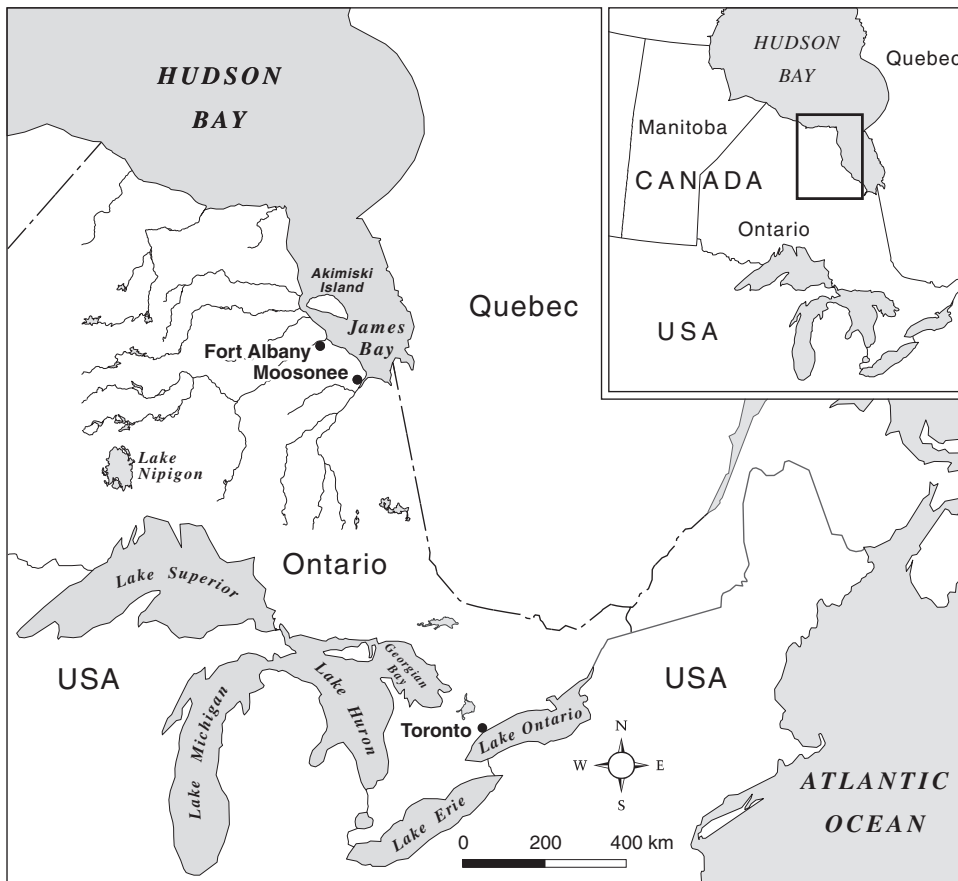 HUDSON
BAY
Akimiski
Island
James
Bay
Fort Albany
Moosonee
Quebec
Lake
Nipigon
Ontario
Lake Superior
USA
Lake Michigan
Lake Huron
Georgian
Bay
Toronto
Lake Ontario
Lake Erie
USA
N
W E
S
0 200 400 km
ATLANTIC
OCEAN
HUDSON
BAY
Quebec
Manitoba
CANADA
Ontario
USA